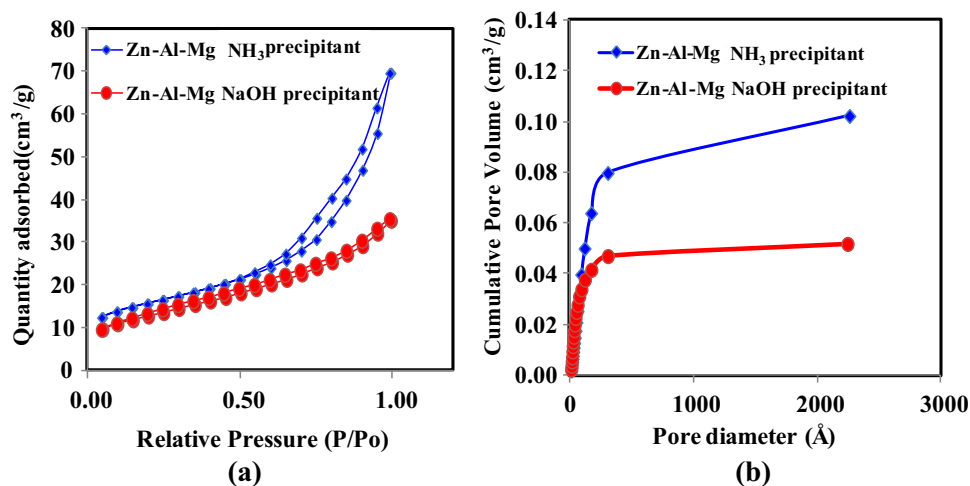 80
70
60
50
40
30
20
10
0
Quantity adsorbed(cm³/g)
Zn-Al-Mg NH₃ precipitant
Zn-Al-Mg NaOH precipitant
0.00 0.50 1.00
Relative Pressure (P/Po)
(a)
0.14
0.12
0.10
0.08
0.06
0.04
0.02
0.00
Cumulative Pore Volume (cm³/g)
Zn-Al-Mg NH₃ precipitant
Zn-Al-Mg NaOH precipitant
0 1000 2000 3000
Pore diameter (Å)
(b)